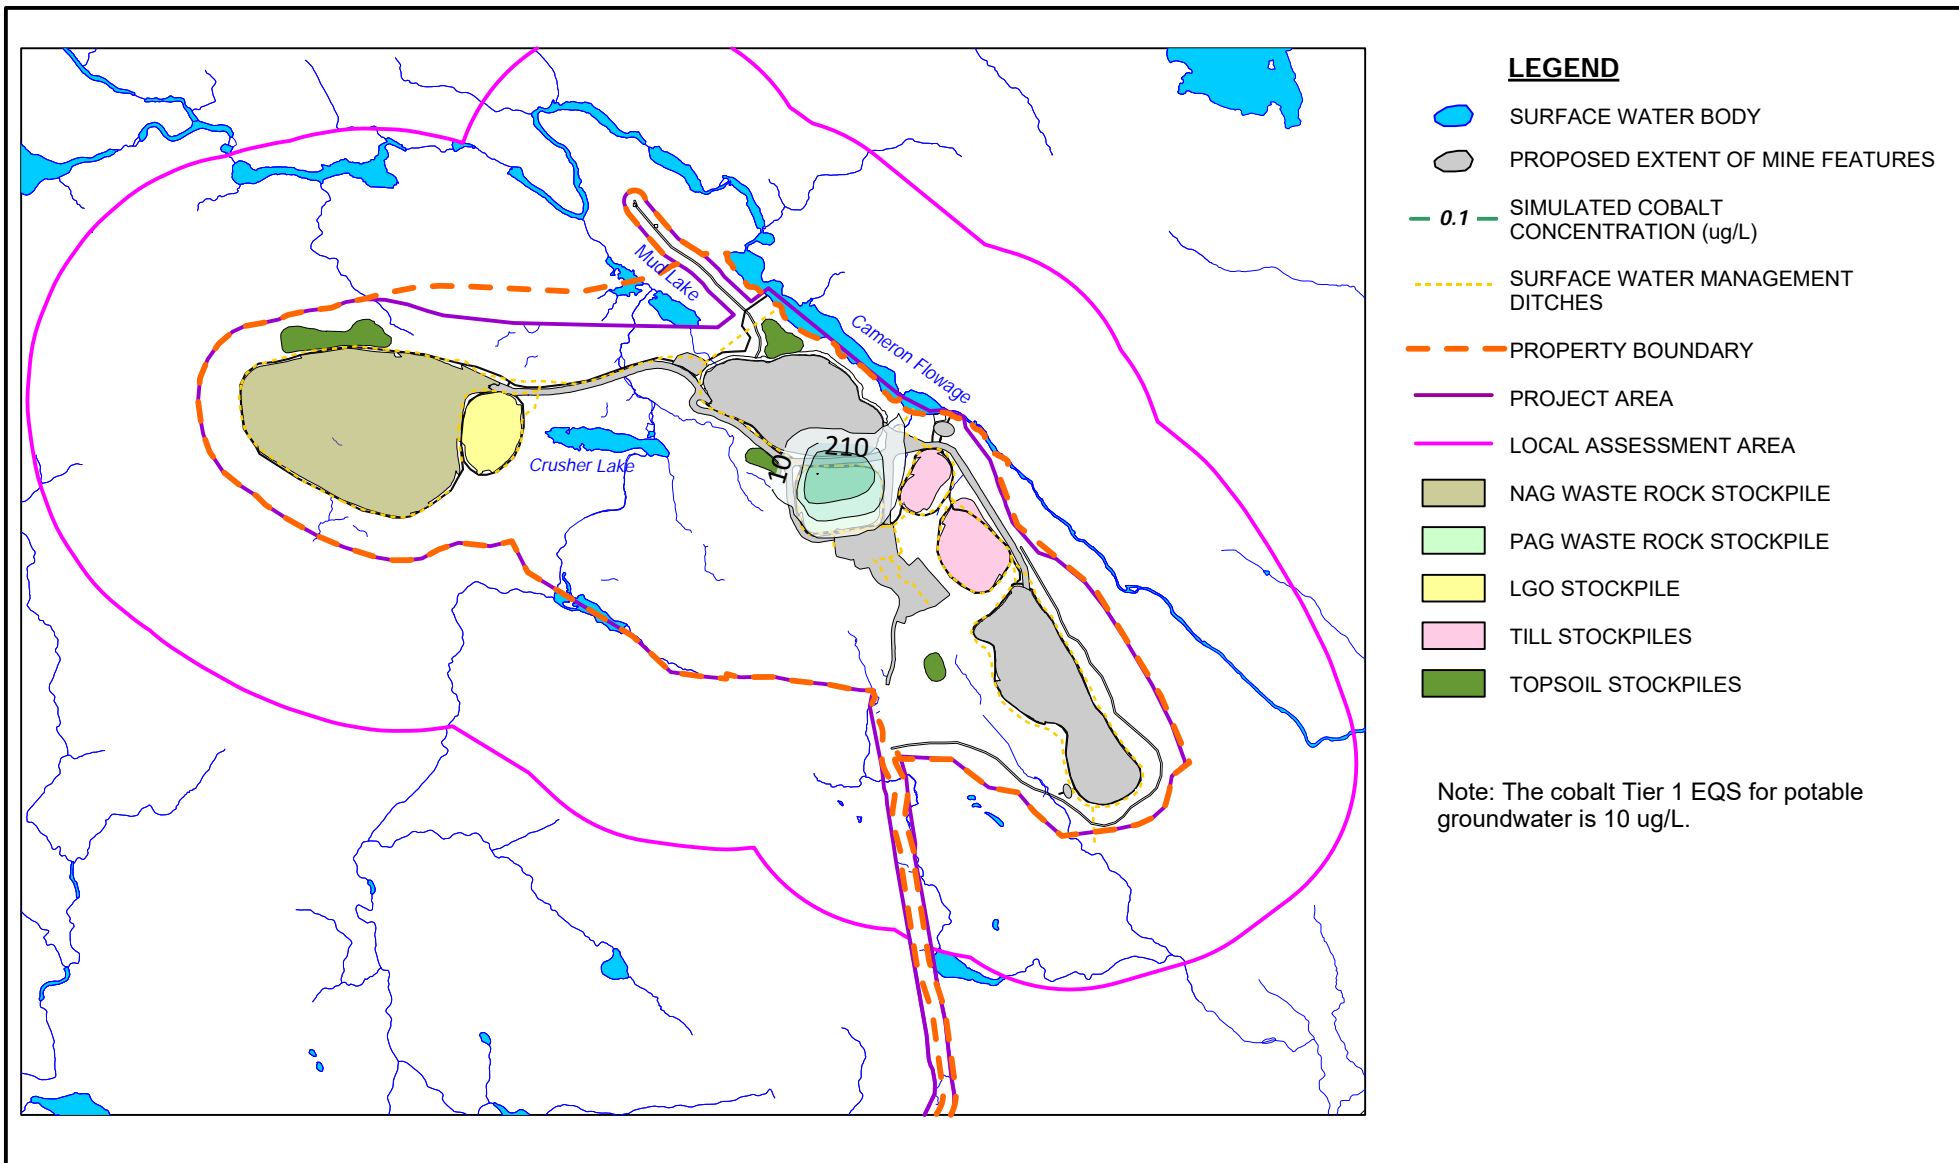 LEGEND
SURFACE WATER BODY
PROPOSED EXTENT OF MINE FEATURES
0.1
SIMULATED COBALT
CONCENTRATION (ug/L)
SURFACE WATER MANAGEMENT
DITCHES
PROPERTY BOUNDARY
PROJECT AREA
LOCAL ASSESSMENT AREA
NAG WASTE ROCK STOCKPILE
PAG WASTE ROCK STOCKPILE
LGO STOCKPILE
TILL STOCKPILES
TOPSOIL STOCKPILES
Note: The cobalt Tier 1 EQS for potable
groundwater is 10 ug/L.
Mud Lake
Cameron Flowage
Crusher Lake
210
10